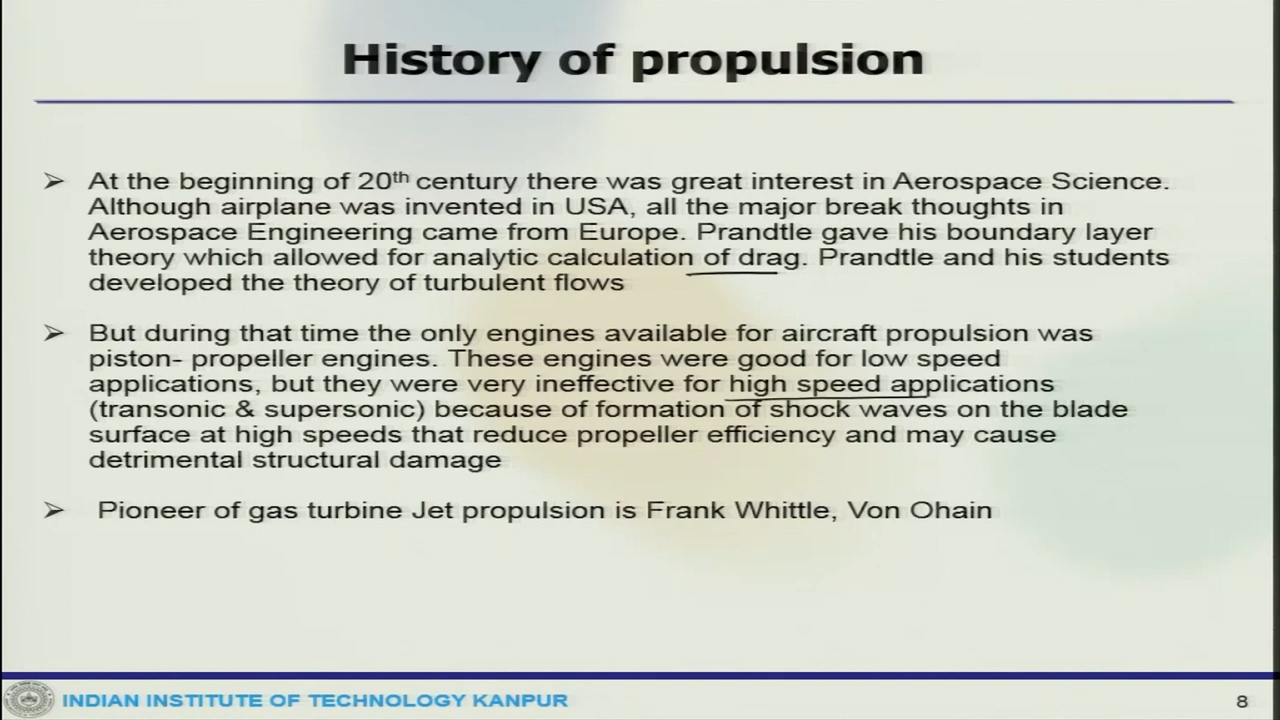 History of propulsion
➢ At the beginning of 20th century there was great interest in Aerospace Science.
Although airplane was invented in USA, all the major break thoughts in
Aerospace Engineering came from Europe. Prandtle gave his boundary layer
theory which allowed for analytic calculation of drag. Prandtle and his students
developed the theory of turbulent flows
➢ But during that time the only engines available for aircraft propulsion was
piston- propeller engines. These engines were good for low speed
applications, but they were very ineffective for high speed applications
(transonic & supersonic) because of formation of shock waves on the blade
surface at high speeds that reduce propeller efficiency and may cause
detrimental structural damage
➢ Pioneer of gas turbine Jet propulsion is Frank Whittle, Von Ohain
INDIAN INSTITUTE OF TECHNOLOGY KANPUR
8